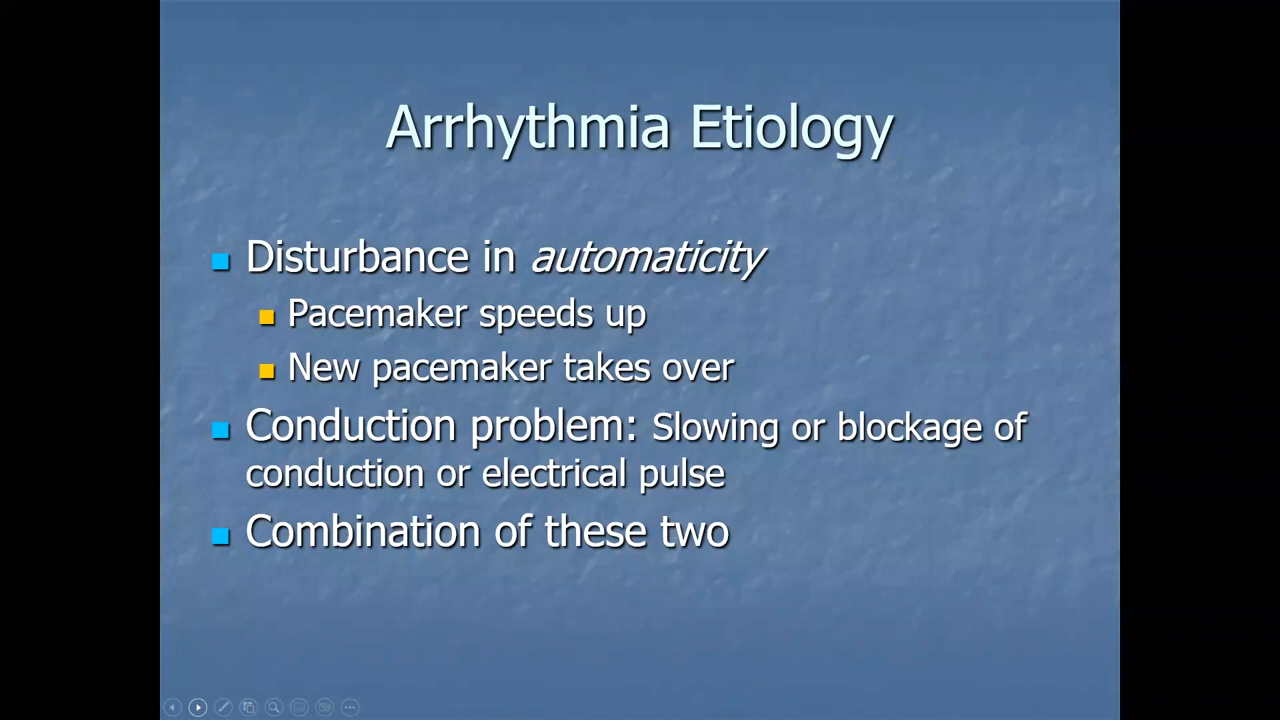 Arrhythmia Etiology
Disturbance in automaticity
Pacemaker speeds up
New pacemaker takes over
Conduction problem: Slowing or blockage of
conduction or electrical pulse
Combination of these two